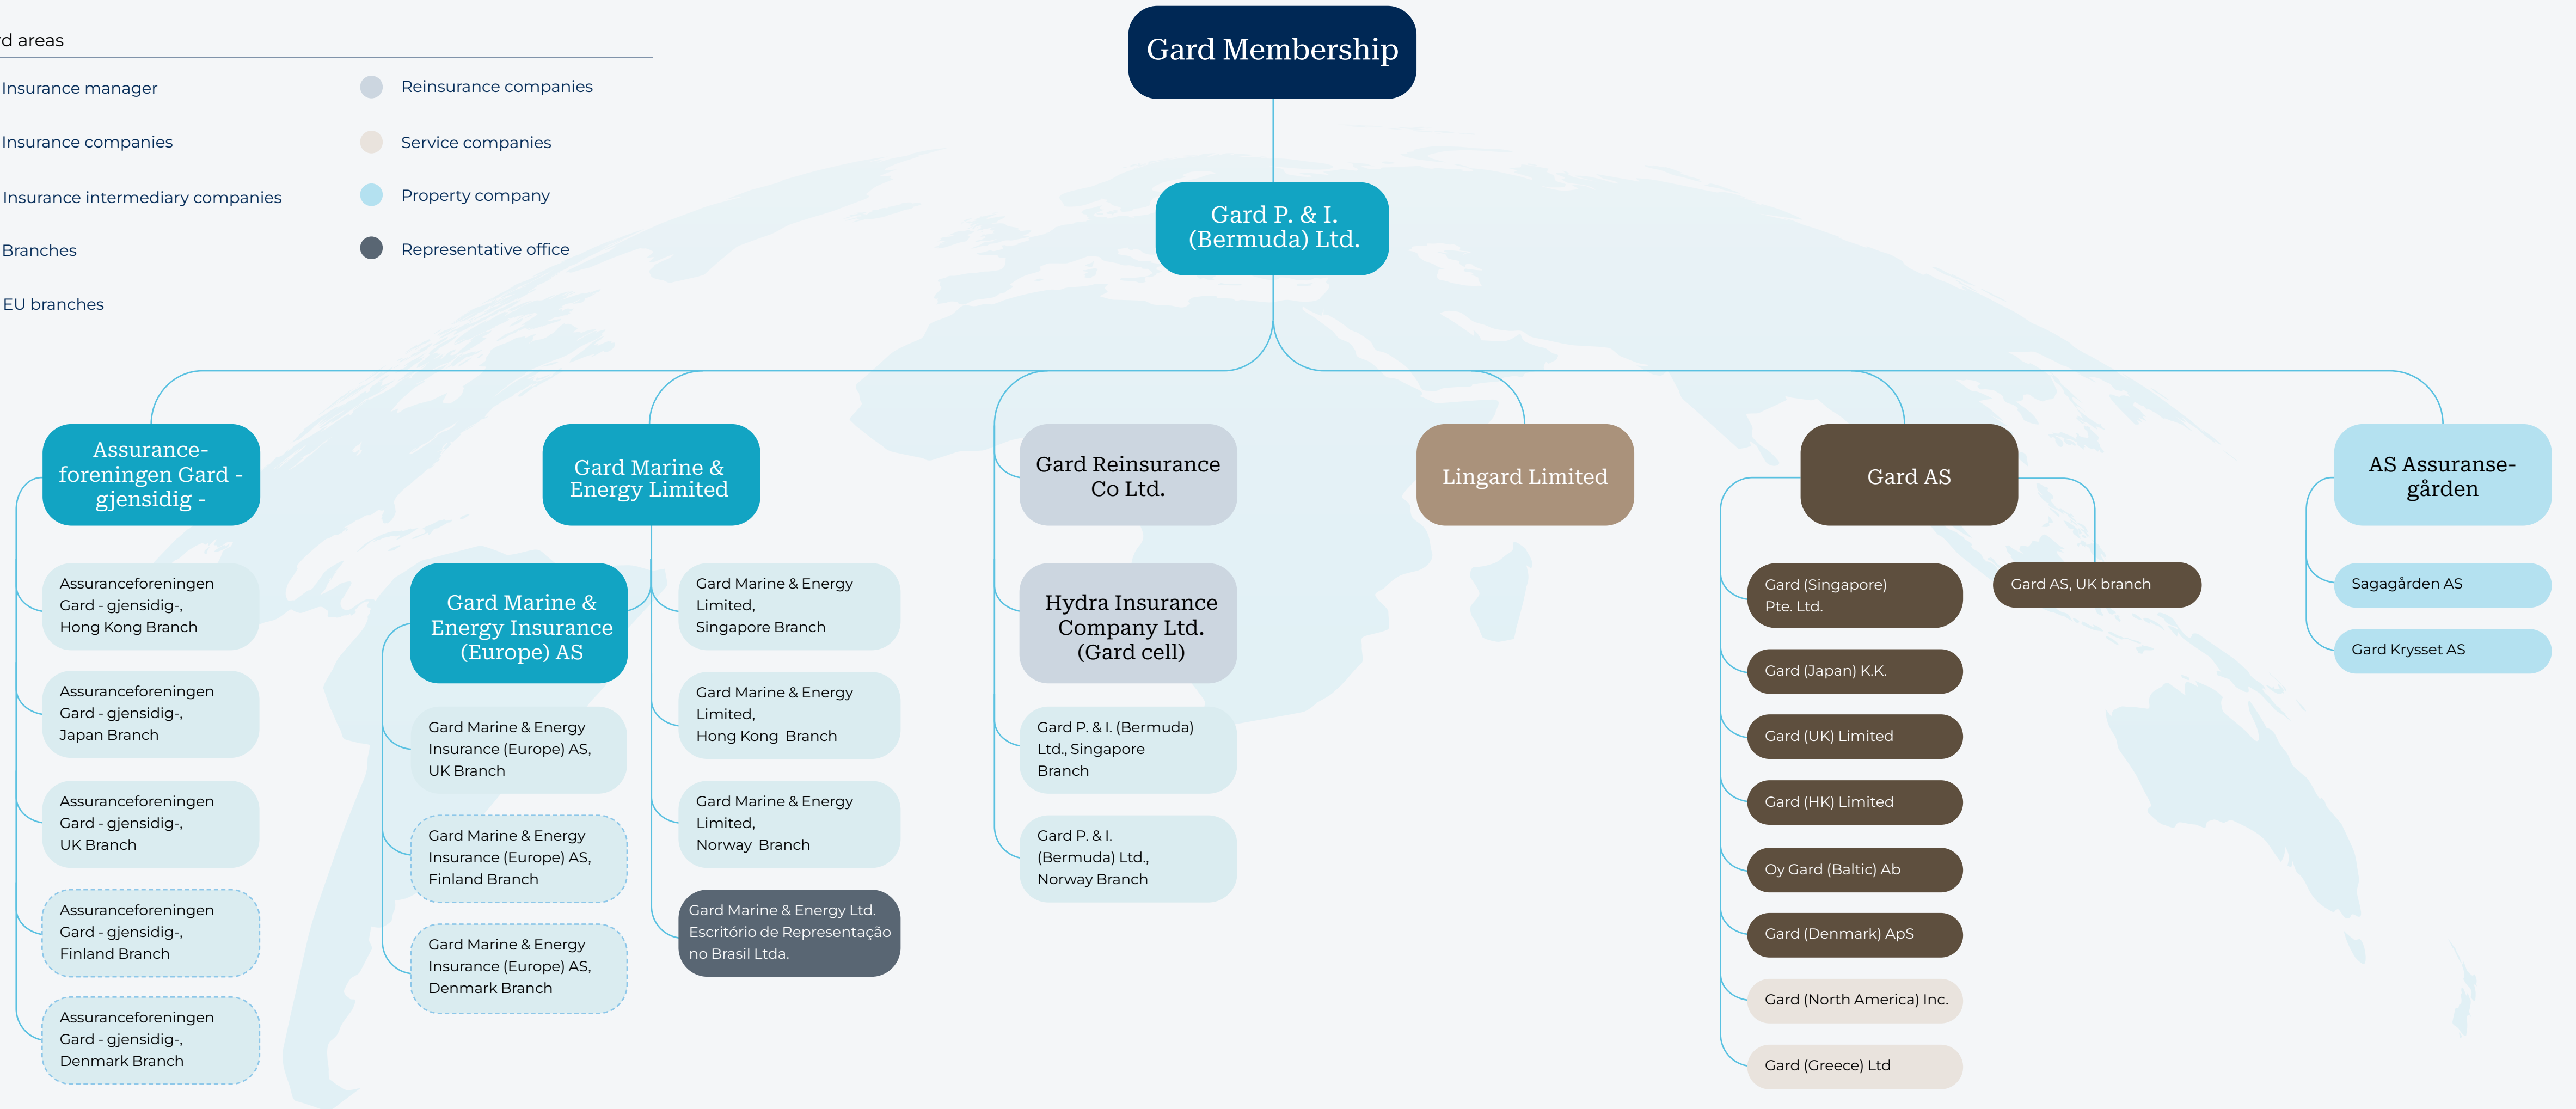 d areas
Insurance manager
Insurance companies
Insurance intermediary companies
Branches
EU branches
Reinsurance companies
Service companies
Property company
Representative office
Gard Membership
Gard P. & I.
(Bermuda) Ltd.
Assurance-
foreningen Gard -
gjensidig -
Assuranceforeningen
Gard - gjensidig-,
Hong Kong Branch
Assuranceforeningen
Gard - gjensidig-,
Japan Branch
Assuranceforeningen
Gard - gjensidig-,
UK Branch
Assuranceforeningen
Gard - gjensidig-,
Finland Branch
Assuranceforeningen
Gard - gjensidig-,
Denmark Branch
Gard Marine &
Energy Limited
Gard Marine &
Energy Insurance
(Europe) AS
Gard Marine & Energy
Insurance (Europe) AS,
UK Branch
Gard Marine & Energy
Insurance (Europe) AS,
Finland Branch
Gard Marine & Energy
Insurance (Europe) AS,
Denmark Branch
Gard Marine & Energy
Limited,
Singapore Branch
Gard Marine & Energy
Limited,
Hong Kong Branch
Gard Marine & Energy
Limited,
Norway Branch
Gard Marine & Energy Ltd.
Escritório de Representação
no Brasil Ltda.
Gard Reinsurance
Co Ltd.
Hydra Insurance
Company Ltd.
(Gard cell)
Gard P. & I. (Bermuda)
Ltd., Singapore
Branch
Gard P. & I.
(Bermuda) Ltd.,
Norway Branch
Lingard Limited
Gard AS
Gard (Singapore)
Pte. Ltd.
Gard (Japan) K.K.
Gard (UK) Limited
Gard (HK) Limited
Oy Gard (Baltic) Ab
Gard (Denmark) ApS
Gard (North America) Inc.
Gard (Greece) Ltd
Gard AS, UK branch
AS Assuranse-
gården
Sagagården AS
Gard Krysset AS